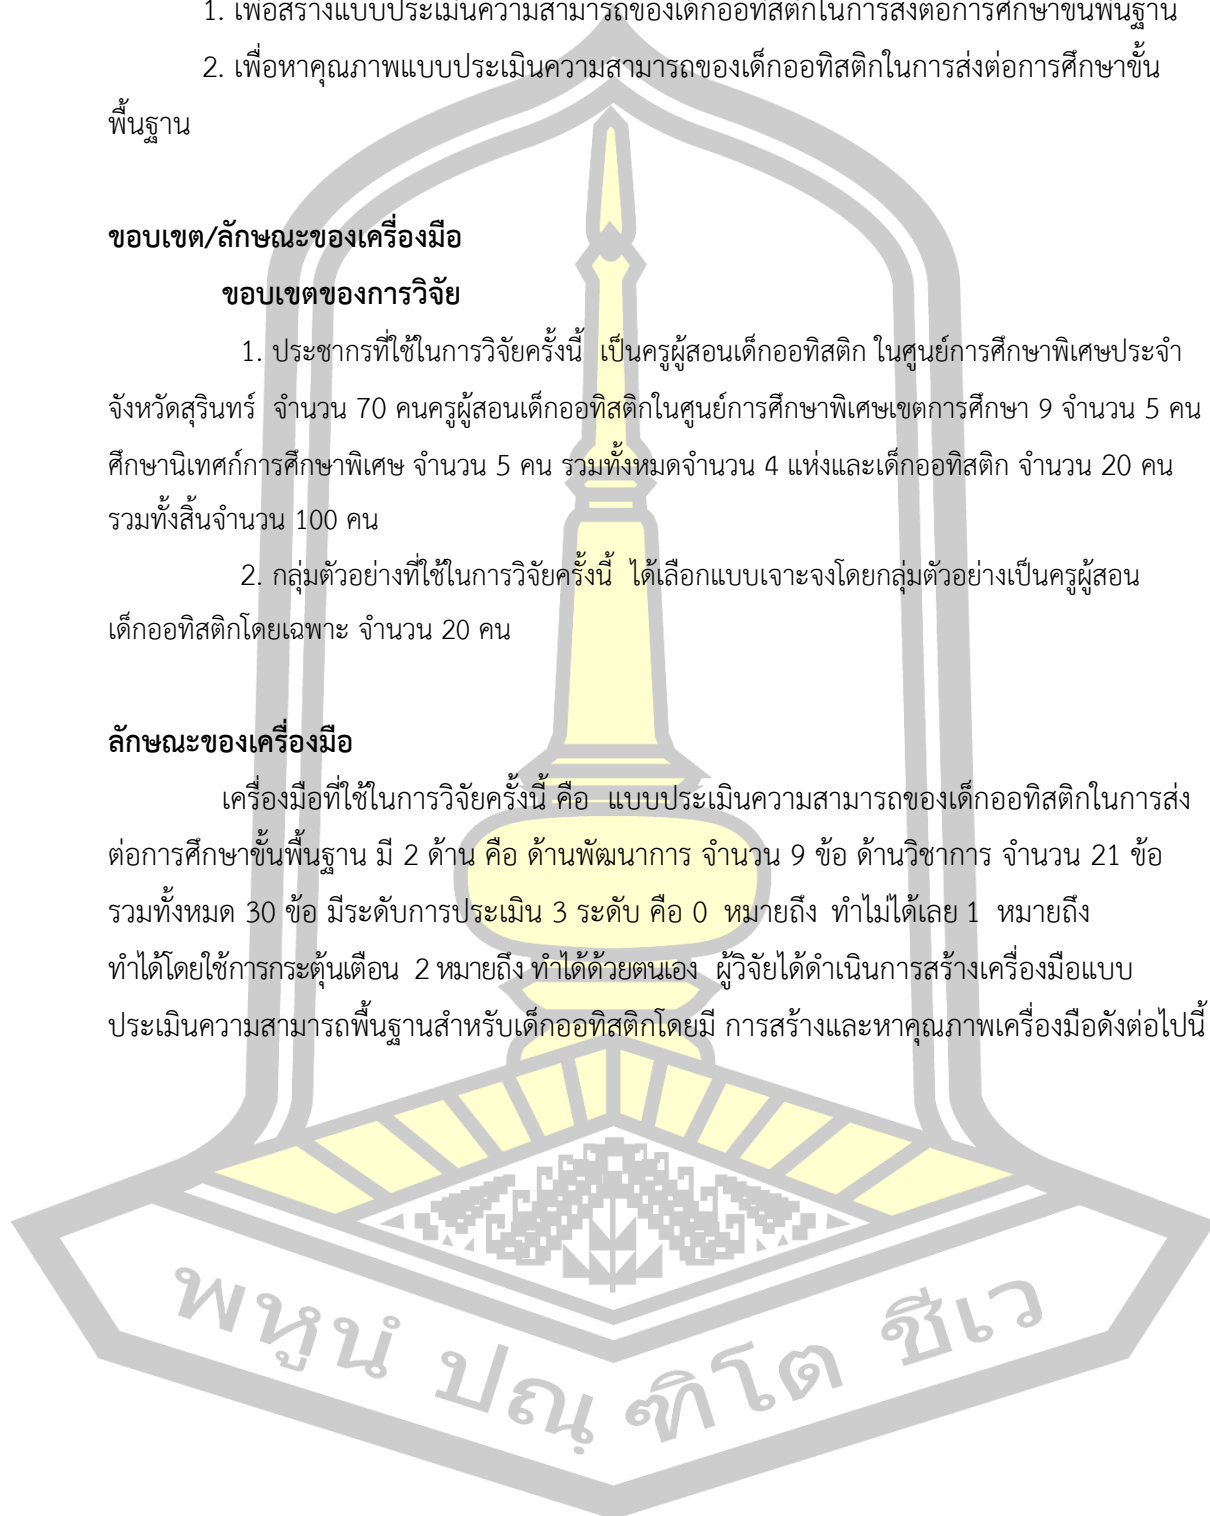 1. เพื่อสร้างแบบประเมินความสามารถของเด็กออทิสติกในการส่งต่อการศึกษาขั้นพื้นฐาน
2. เพื่อหาคุณภาพแบบประเมินความสามารถของเด็กออทิสติกในการส่งต่อการศึกษาขั้น
พื้นฐาน
ขอบเขต/ลักษณะของเครื่องมือ
ขอบเขตของการวิจัย
1. ประชากรที่ใช้ในการวิจัยครั้งนี้ เป็นครูผู้สอนเด็กออทิสติก ในศูนย์การศึกษาพิเศษประจำ
จังหวัดสุรินทร์ จำนวน 70 คนครูผู้สอนเด็กออทิสติกในศูนย์การศึกษาพิเศษเขตการศึกษา 9 จำนวน 5 คน
ศึกษานิเทศก์การศึกษาพิเศษ จำนวน 5 คน รวมทั้งหมดจำนวน 4 แห่งและเด็กออทิสติก จำนวน 20 คน
รวมทั้งสิ้นจำนวน 100 คน
2. กลุ่มตัวอย่างที่ใช้ในการวิจัยครั้งนี้ ได้เลือกแบบเจาะจงโดยกลุ่มตัวอย่างเป็นครูผู้สอน
เด็กออทิสติกโดยเฉพาะ จำนวน 20 คน
ลักษณะของเครื่องมือ
เครื่องมือที่ใช้ในการวิจัยครั้งนี้ คือ แบบประเมินความสามารถของเด็กออทิสติกในการส่ง
ต่อการศึกษาขั้นพื้นฐาน มี 2 ด้าน คือ ด้านพัฒนาการ จำนวน 9 ข้อ ด้านวิชาการ จำนวน 21 ข้อ
รวมทั้งหมด 30 ข้อ มีระดับการประเมิน 3 ระดับ คือ 0 หมายถึง ทำไม่ได้เลย 1 หมายถึง
ทำได้โดยใช้การกระตุ้นเตือน 2 หมายถึง ทำได้ด้วยตนเอง ผู้วิจัยได้ดำเนินการสร้างเครื่องมือแบบ
ประเมินความสามารถพื้นฐานสำหรับเด็กออทิสติกโดยมี การสร้างและหาคุณภาพเครื่องมือดังต่อไปนี้
พหูนํ ปณฺ ฑิโต ชีเว